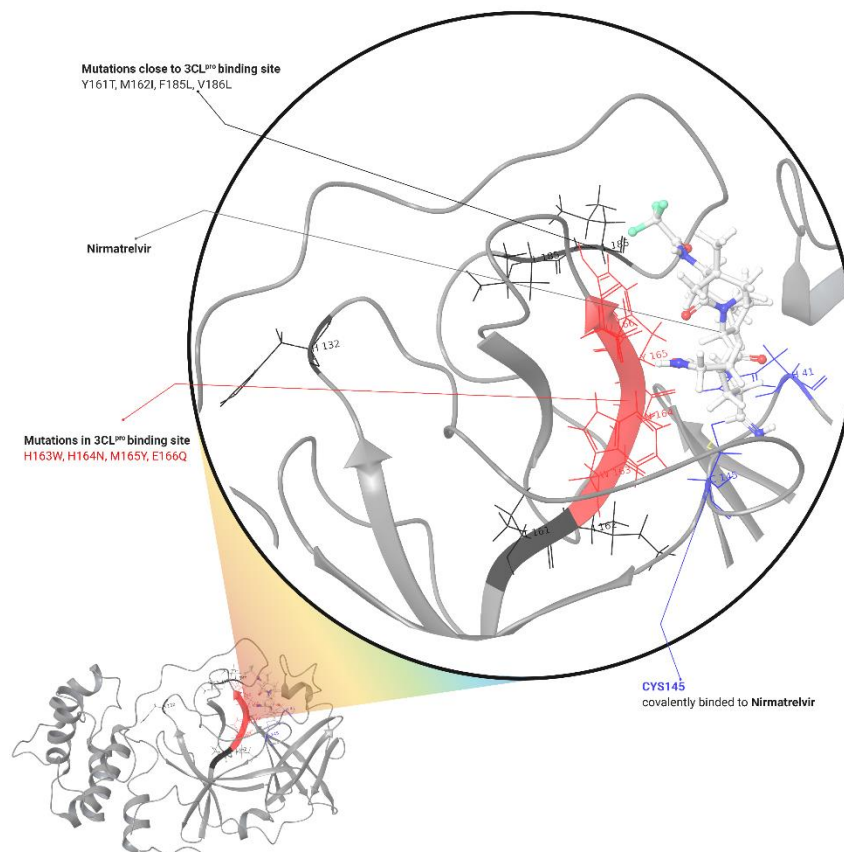 Mutations close to 3CLpro binding site
Y161T, M162I, F185L, V186L
Nirmatrelvir
185
H 132
166
165
H 41
164
Mutations in 3CLpro binding site
H163W, H164N, M165Y, E166Q
163
145
161
162
CYS145
covalently binded to Nirmatrelvir